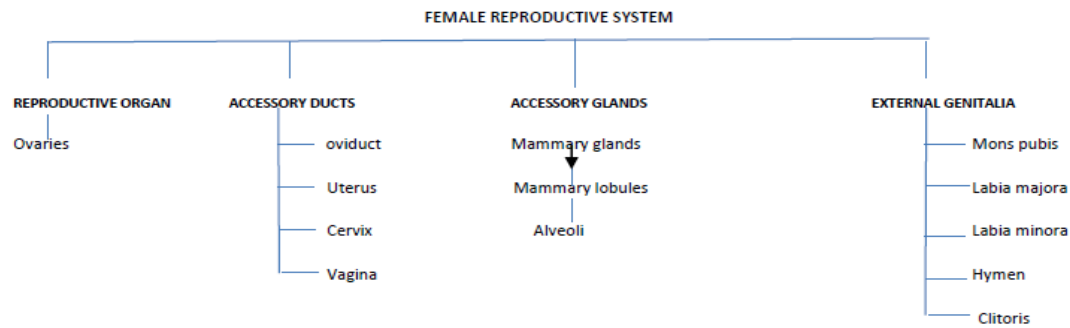 FEMALE REPRODUCTIVE SYSTEM
REPRODUCTIVE ORGAN
Ovaries
ACCESSORY DUCTS
oviduct
Uterus
Cervix
Vagina
ACCESSORY GLANDS
Mammary glands
Mammary lobules
Alveoli
EXTERNAL GENITALIA
Mons pubis
Labia majora
Labia minora
Hymen
Clitoris